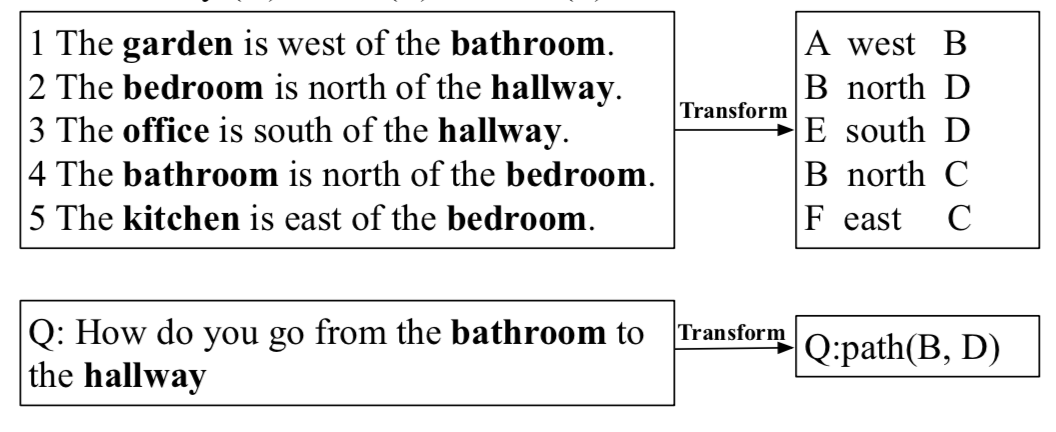 1 The garden is west of the bathroom.
2 The bedroom is north of the hallway.
3 The office is south of the hallway.
4 The bathroom is north of the bedroom.
5 The kitchen is east of the bedroom.
Transform
A west B
B north D
E south D
B north C
F east C
Q: How do you go from the bathroom to
the hallway
Transform
Q:path(B, D)